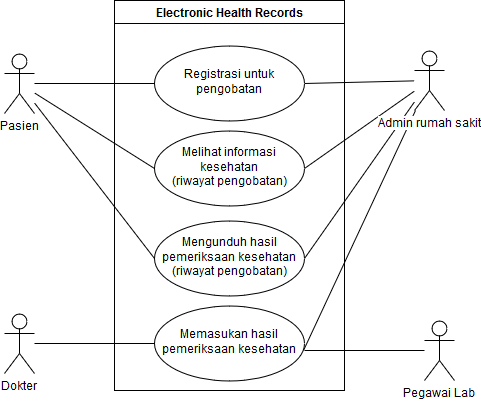 Electronic Health Records
Registrasi untuk
pengobatan
Pasien
Admin rumah sakit
Melihat informasi
kesehatan
(riwayat pengobatan)
Mengunduh hasil
pemeriksaan kesehatan
(riwayat pengobatan)
Memasukan hasil
pemeriksaan kesehatan
Dokter
Pegawai Lab